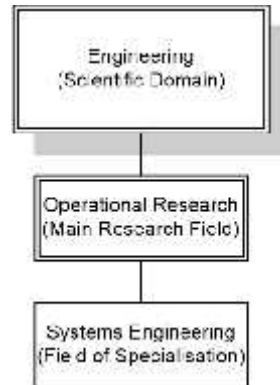 Engineering
(Scientific Domain)
Operational Research
(Main Research Field)
Systems Engineering
(Field of Specialisation)